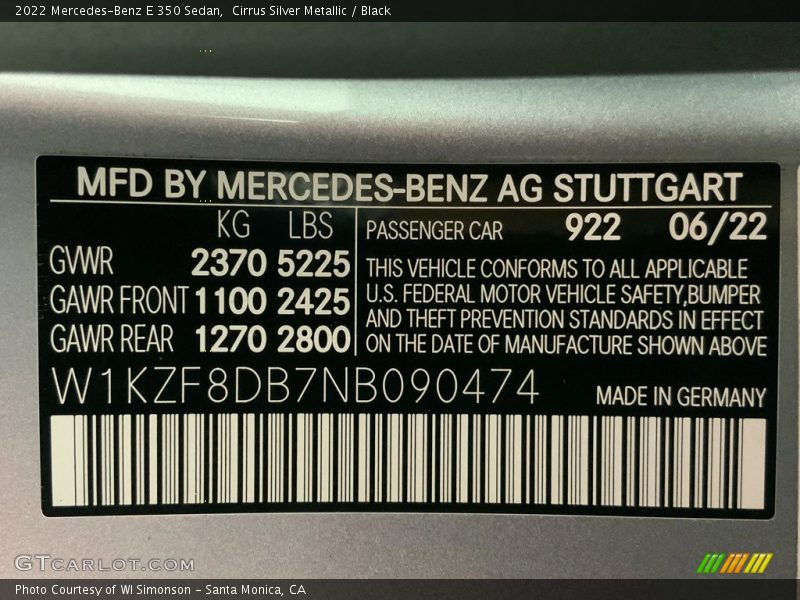 2022 Mercedes-Benz E 350 Sedan,  Cirrus Silver Metallic / Black
MFD BY MERCEDES-BENZ AG STUTTGART
KG LBS
GVWR 2370 5225
GAWR FRONT 1100 2425
GAWR REAR 1270 2800
PASSENGER CAR 922 06/22
THIS VEHICLE CONFORMS TO ALL APPLICABLE
U.S. FEDERAL MOTOR VEHICLE SAFETY,BUMPER
AND THEFT PREVENTION STANDARDS IN EFFECT
ON THE DATE OF MANUFACTURE SHOWN ABOVE
W1KZF8DB7NB090474
MADE IN GERMANY
GTCARLOT.COM
Photo Courtesy of WI Simonson - Santa Monica, CA